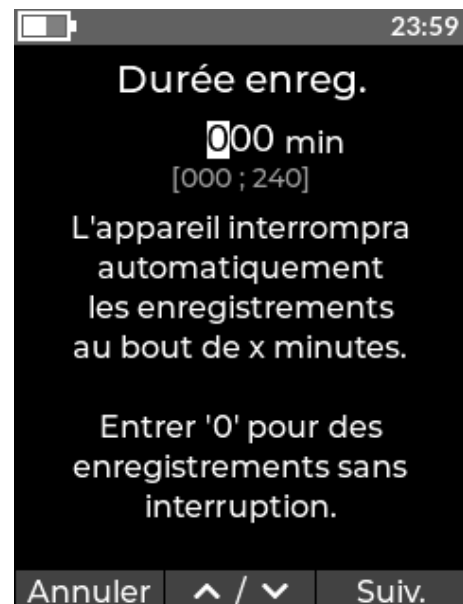 23:59
Durée enreg.
000 min
[000 ; 240]
L'appareil interrompra
automatiquement
les enregistrements
au bout de x minutes.
Entrer '0' pour des
enregistrements sans
interruption.
Annuler
/
Suiv.